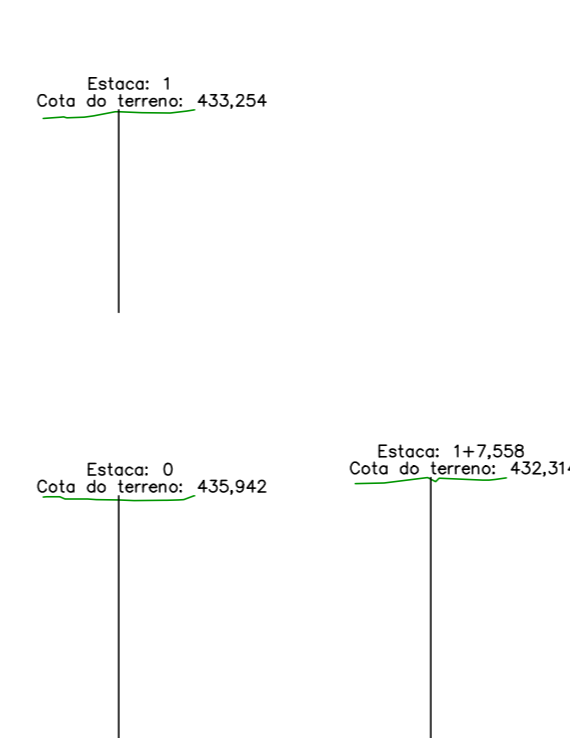 Estaca: 1
Cota do terreno: 433,254
Estaca: 0
Cota do terreno: 435,942
Estaca: 1+7,558
Cota do terreno: 432,314